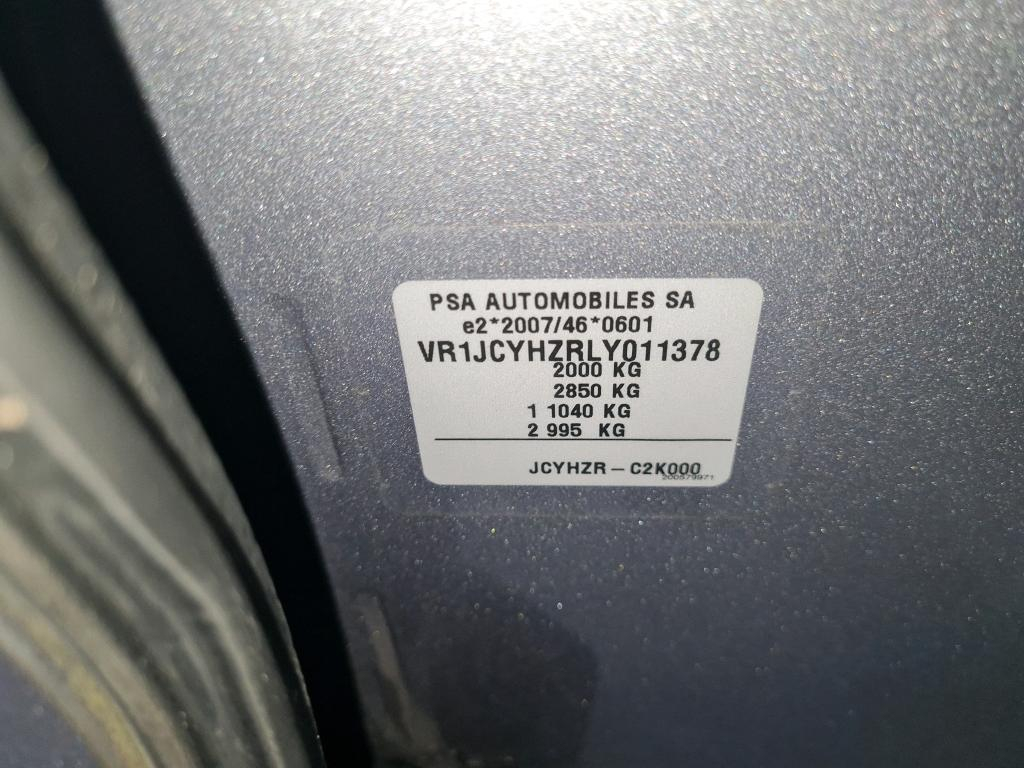 PSA AUTOMOBILES SA
e2*2007/46*0601
VR1JCYHZRLY011378
2000 KG
2850 KG
1 1040 KG
2 995 KG
JCYHZR – C2K000
200579971